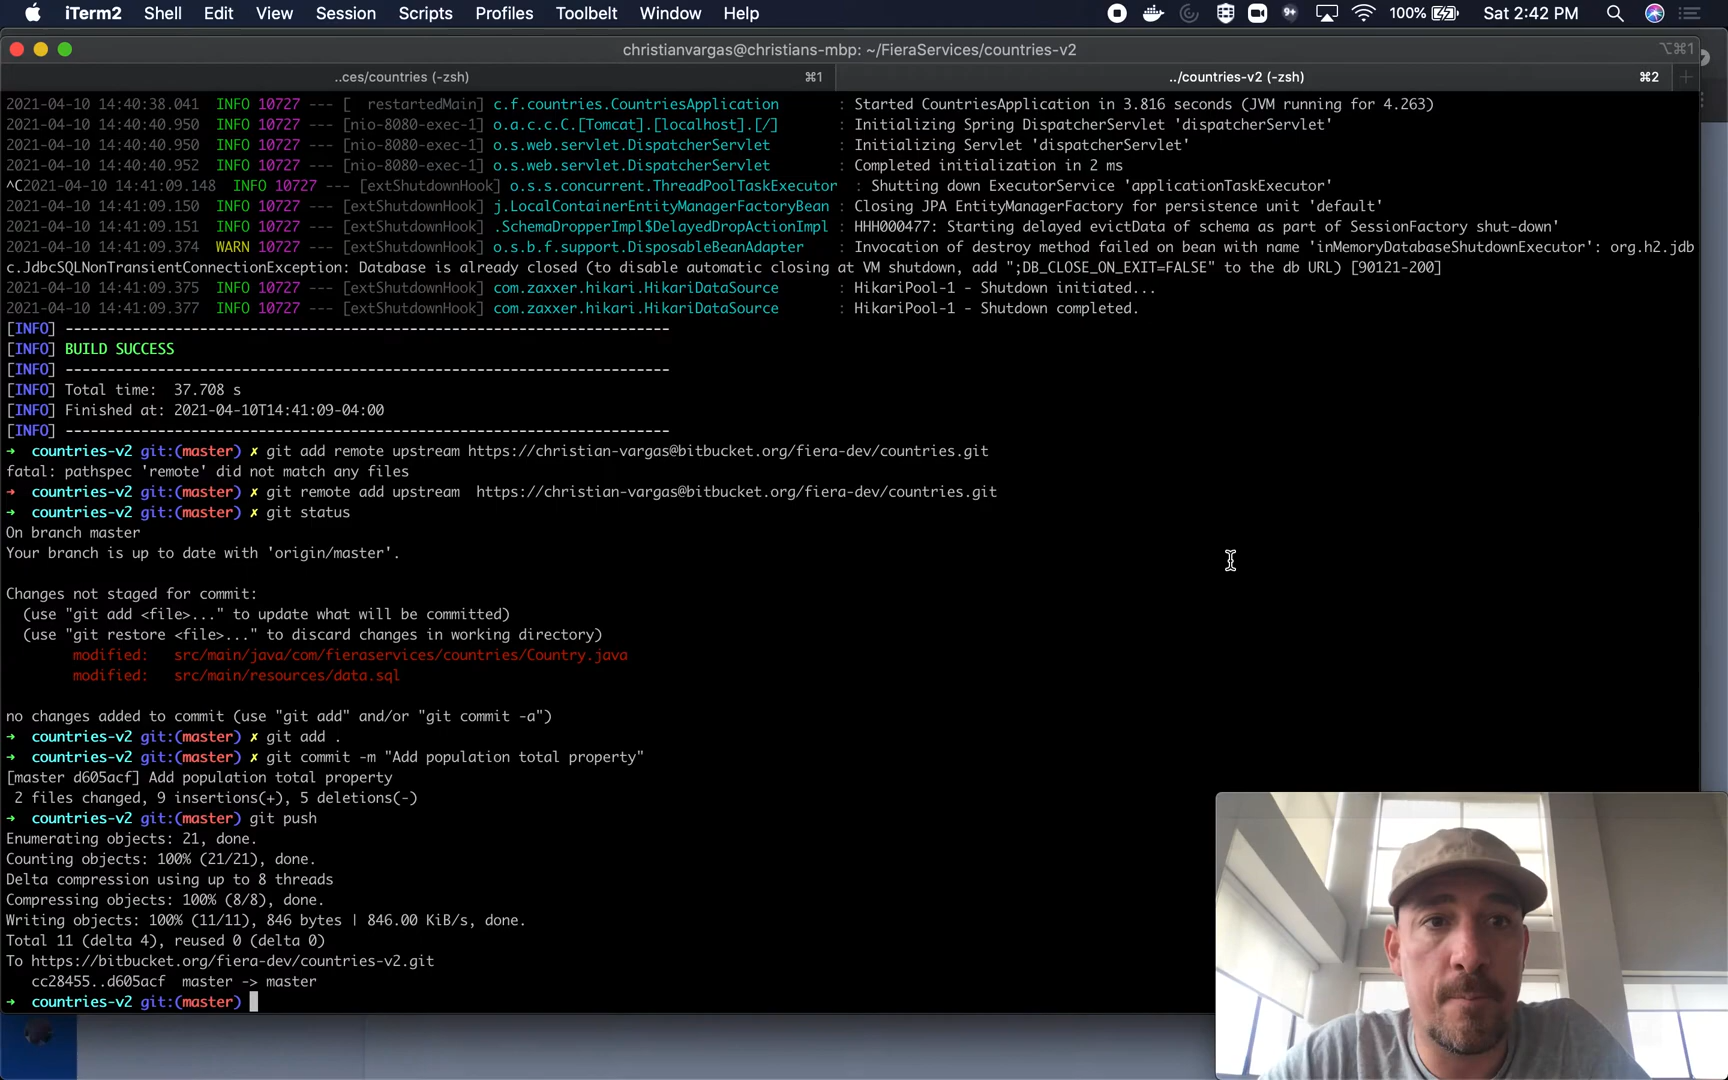 iTerm2 Shell Edit View Session Scripts Profiles Toolbelt Window Help 9+ 100% Sat 2:42 PM
christianvargas@christians-mbp: ~/FieraServices/countries-v2 ⌥⌘1
..ces/countries (-zsh) ⌘1 ../countries-v2 (-zsh) ⌘2 +
2021-04-10 14:40:38.041 INFO 10727 --- [ restartedMain] c.f.countries.CountriesApplication : Started CountriesApplication in 3.816 seconds (JVM running for 4.263)
2021-04-10 14:40:40.950 INFO 10727 --- [nio-8080-exec-1] o.a.c.c.C.[Tomcat].[localhost].[/] : Initializing Spring DispatcherServlet 'dispatcherServlet'
2021-04-10 14:40:40.950 INFO 10727 --- [nio-8080-exec-1] o.s.web.servlet.DispatcherServlet : Initializing Servlet 'dispatcherServlet'
2021-04-10 14:40:40.952 INFO 10727 --- [nio-8080-exec-1] o.s.web.servlet.DispatcherServlet : Completed initialization in 2 ms
^C2021-04-10 14:41:09.148 INFO 10727 --- [extShutdownHook] o.s.s.concurrent.ThreadPoolTaskExecutor : Shutting down ExecutorService 'applicationTaskExecutor'
2021-04-10 14:41:09.150 INFO 10727 --- [extShutdownHook] j.LocalContainerEntityManagerFactoryBean : Closing JPA EntityManagerFactory for persistence unit 'default'
2021-04-10 14:41:09.151 INFO 10727 --- [extShutdownHook] .SchemaDropperImpl$DelayedDropActionImpl : HHH000477: Starting delayed evictData of schema as part of SessionFactory shut-down'
2021-04-10 14:41:09.374 WARN 10727 --- [extShutdownHook] o.s.b.f.support.DisposableBeanAdapter : Invocation of destroy method failed on bean with name 'inMemoryDatabaseShutdownExecutor': org.h2.jdb
c.JdbcSQLNonTransientConnectionException: Database is already closed (to disable automatic closing at VM shutdown, add ";DB_CLOSE_ON_EXIT=FALSE" to the db URL) [90121-200]
2021-04-10 14:41:09.375 INFO 10727 --- [extShutdownHook] com.zaxxer.hikari.HikariDataSource : HikariPool-1 - Shutdown initiated...
2021-04-10 14:41:09.377 INFO 10727 --- [extShutdownHook] com.zaxxer.hikari.HikariDataSource : HikariPool-1 - Shutdown completed.
[INFO] ------------------------------------------------------------------------
[INFO] BUILD SUCCESS
[INFO] ------------------------------------------------------------------------
[INFO] Total time: 37.708 s
[INFO] Finished at: 2021-04-10T14:41:09-04:00
[INFO] ------------------------------------------------------------------------
➜ countries-v2 git:(master) ✗ git add remote upstream https://christian-vargas@bitbucket.org/fiera-dev/countries.git
fatal: pathspec 'remote' did not match any files
➜ countries-v2 git:(master) ✗ git remote add upstream https://christian-vargas@bitbucket.org/fiera-dev/countries.git
➜ countries-v2 git:(master) ✗ git status
On branch master
Your branch is up to date with 'origin/master'.
Changes not staged for commit:
(use "git add <file>..." to update what will be committed)
(use "git restore <file>..." to discard changes in working directory)
modified: src/main/java/com/fieraservices/countries/Country.java
modified: src/main/resources/data.sql
no changes added to commit (use "git add" and/or "git commit -a")
➜ countries-v2 git:(master) ✗ git add .
➜ countries-v2 git:(master) ✗ git commit -m "Add population total property"
[master d605acf] Add population total property
2 files changed, 9 insertions(+), 5 deletions(-)
➜ countries-v2 git:(master) git push
Enumerating objects: 21, done.
Counting objects: 100% (21/21), done.
Delta compression using up to 8 threads
Compressing objects: 100% (8/8), done.
Writing objects: 100% (11/11), 846 bytes | 846.00 KiB/s, done.
Total 11 (delta 4), reused 0 (delta 0)
To https://bitbucket.org/fiera-dev/countries-v2.git
cc28455..d605acf master -> master
➜ countries-v2 git:(master)